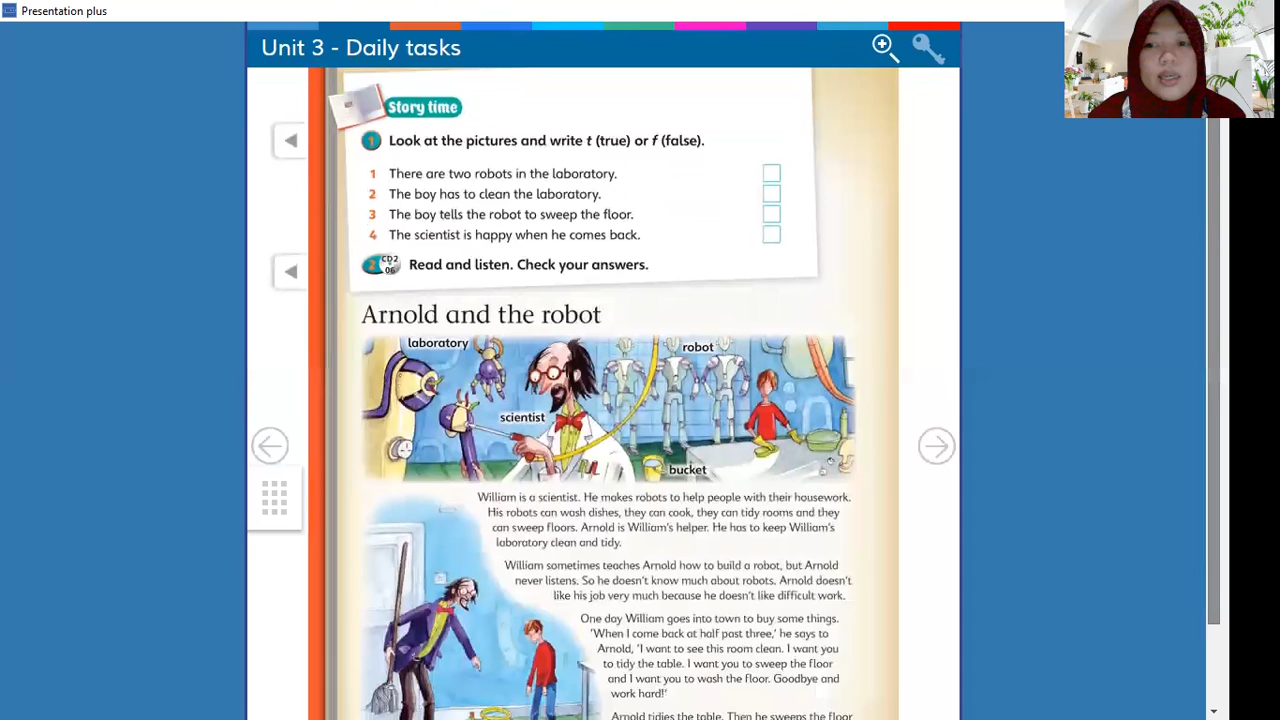 Presentation plus
Unit 3 - Daily tasks
Story time
1 Look at the pictures and write t (true) or f (false).
1 There are two robots in the laboratory.
2 The boy has to clean the laboratory.
3 The boy tells the robot to sweep the floor.
4 The scientist is happy when he comes back.
2 CD2 06 Read and listen. Check your answers.
Arnold and the robot
laboratory
robot
scientist
bucket
William is a scientist. He makes robots to help people with their housework.
His robots can wash dishes, they can cook, they can tidy rooms and they
can sweep floors. Arnold is William's helper. He has to keep William's
laboratory clean and tidy.
William sometimes teaches Arnold how to build a robot, but Arnold
never listens. So he doesn't know much about robots. Arnold doesn't
like his job very much because he doesn't like difficult work.
One day William goes into town to buy some things.
'When I come back at half past three,' he says to
Arnold, 'I want to see this room clean. I want you
to tidy the table. I want you to sweep the floor
and I want you to wash the floor. Goodbye and
work hard!'
Arnold tidies the table. Then he sweeps the floor